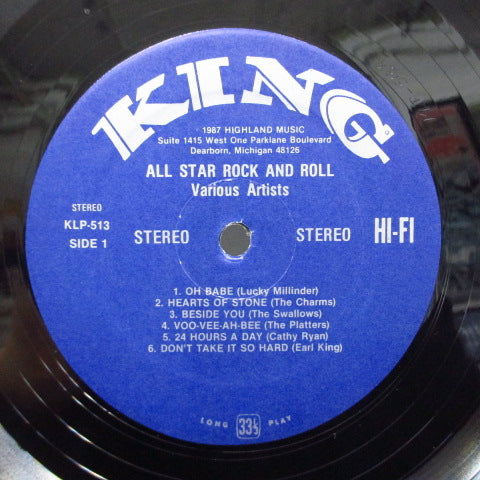 KING
1987 HIGHLAND MUSIC
Suite 1415 West One Parklane Boulevard
Dearborn, Michigan 48126
ALL STAR ROCK AND ROLL
Various Artists
STEREO
KLP-513
SIDE 1
STEREO
STEREO
HI-FI
1. OH BABE (Lucky Millinder)
2. HEARTS OF STONE (The Charms)
3. BESIDE YOU (The Swallows)
4. VOO-VEE-AH-BEE (The Platters)
5. 24 HOURS A DAY (Cathy Ryan)
6. DON'T TAKE IT SO HARD (Earl King)
LONG 33⅓ PLAY